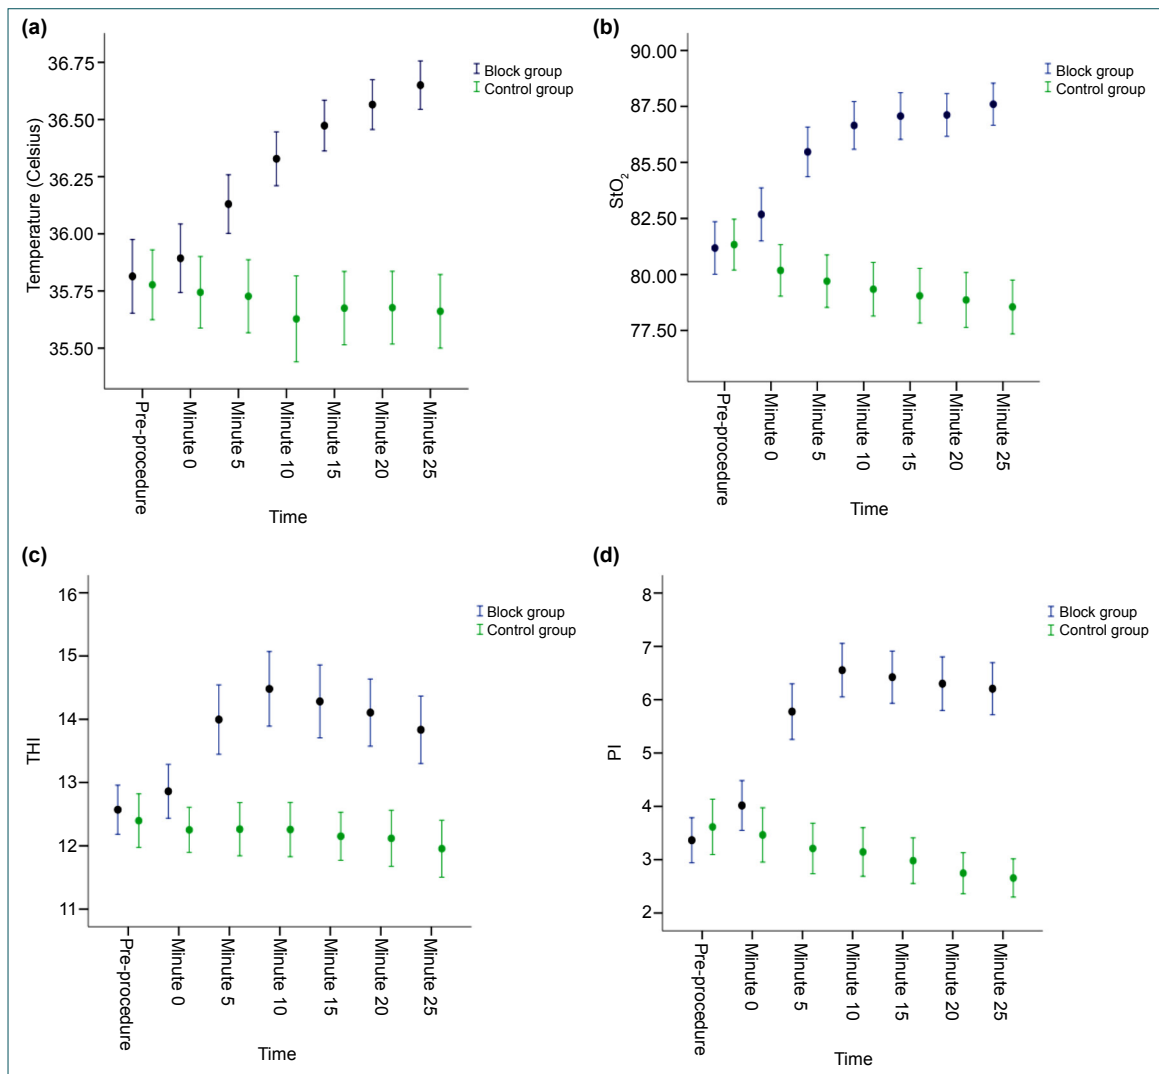 (a)
Temperature (Celsius)
36.75
36.50
36.25
36.00
35.75
35.50
Block group
Control group
Pre-procedure
Minute 0
Minute 5
Minute 10
Minute 15
Minute 20
Minute 25
Time
(b)
StO₂
90.00
87.50
85.50
82.50
80.00
77.50
Block group
Control group
Pre-procedure
Minute 0
Minute 5
Minute 10
Minute 15
Minute 20
Minute 25
Time
(c)
THI
16
15
14
13
12
11
Block group
Control group
Pre-procedure
Minute 0
Minute 5
Minute 10
Minute 15
Minute 20
Minute 25
Time
(d)
PI
8
7
6
5
4
3
2
Block group
Control group
Pre-procedure
Minute 0
Minute 5
Minute 10
Minute 15
Minute 20
Minute 25
Time